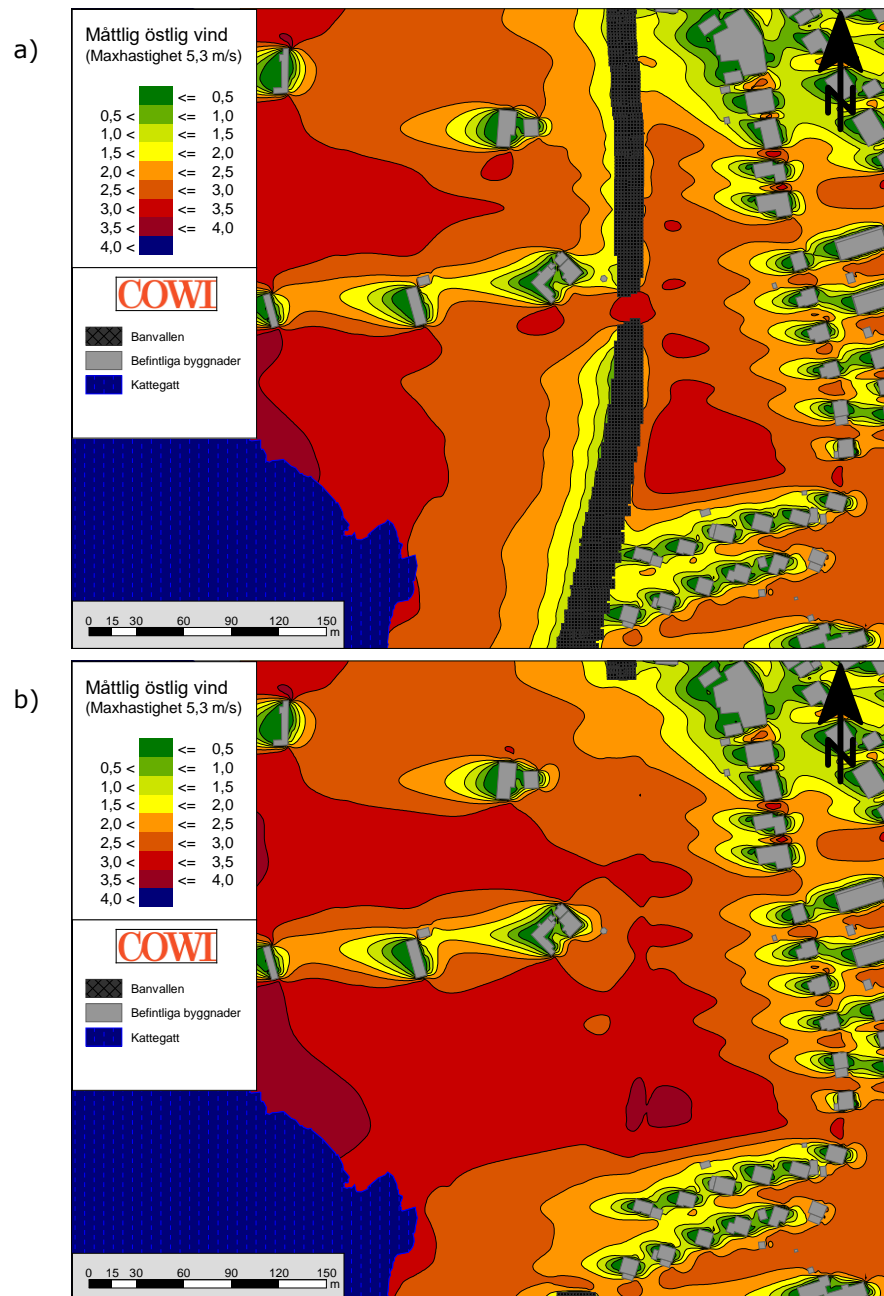 a)
Måttlig östlig vind
(Maxhastighet 5,3 m/s)
<= 0,5
0,5 < <= 1,0
1,0 < <= 1,5
1,5 < <= 2,0
2,0 < <= 2,5
2,5 < <= 3,0
3,0 < <= 3,5
3,5 < <= 4,0
4,0 <
COWI
Banvallen
Befintliga byggnader
Kattegatt
0 15 30 60 90 120 150
m
N
b)
Måttlig östlig vind
(Maxhastighet 5,3 m/s)
<= 0,5
0,5 < <= 1,0
1,0 < <= 1,5
1,5 < <= 2,0
2,0 < <= 2,5
2,5 < <= 3,0
3,0 < <= 3,5
3,5 < <= 4,0
4,0 <
COWI
Banvallen
Befintliga byggnader
Kattegatt
0 15 30 60 90 120 150
m
N